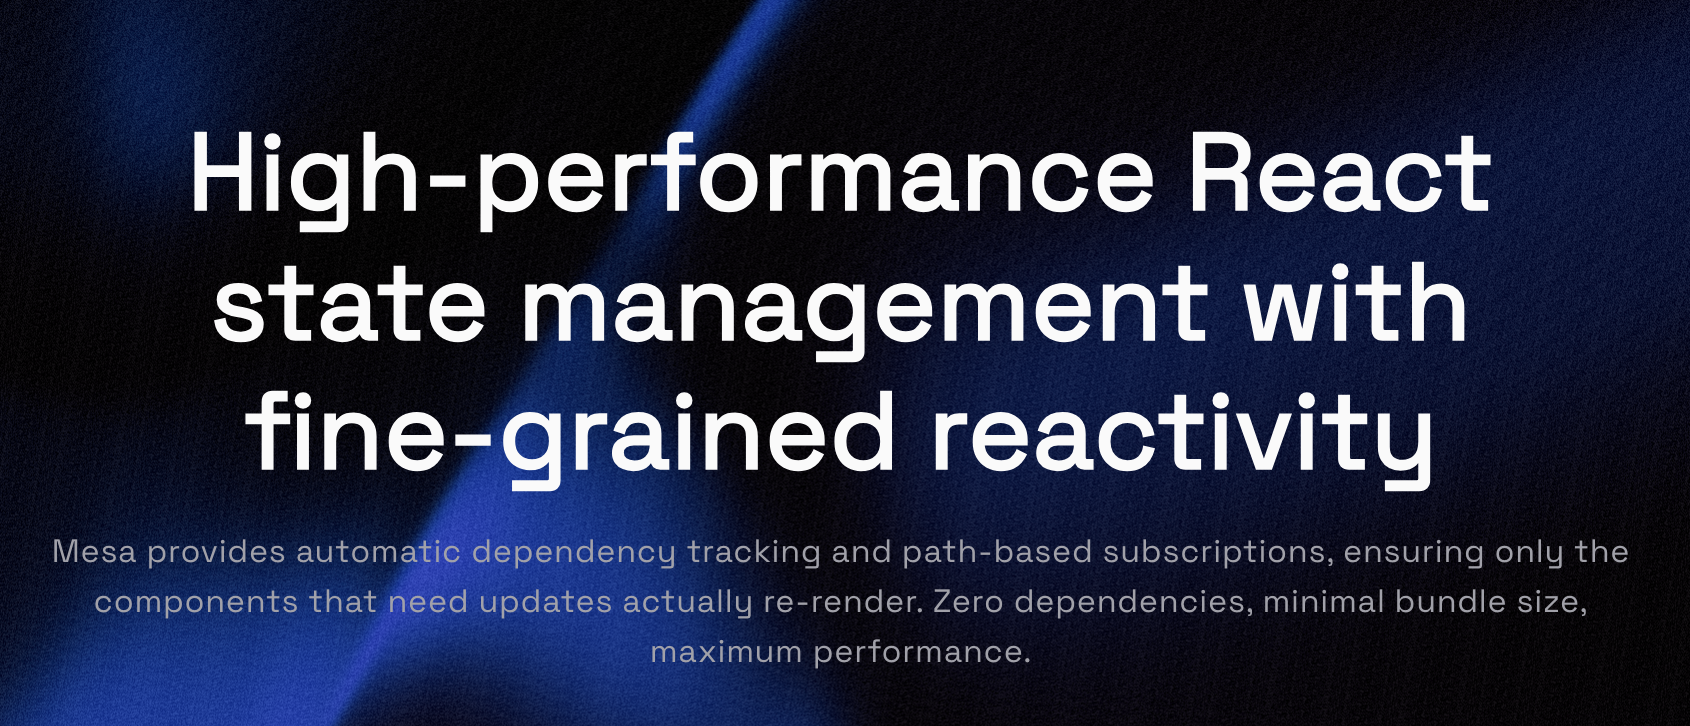 High-performance React
state management with
fine-grained reactivity
Mesa provides automatic dependency tracking and path-based subscriptions, ensuring only the
components that need updates actually re-render. Zero dependencies, minimal bundle size,
maximum performance.